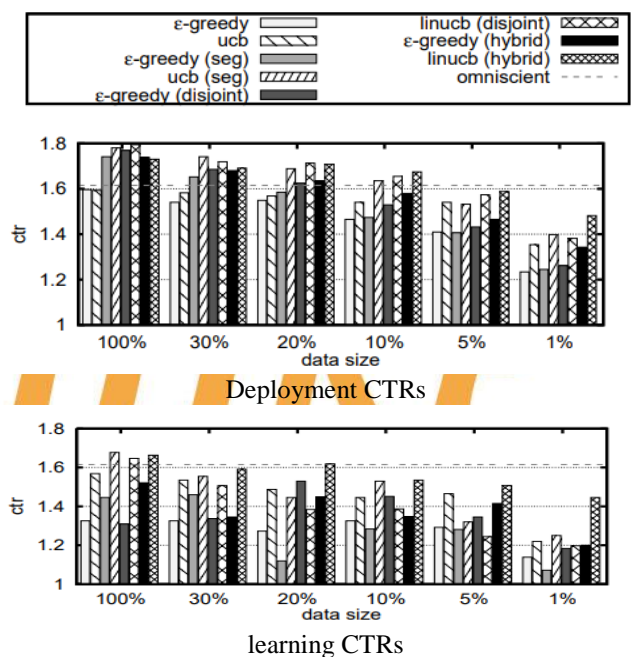 ε-greedy
ucb
ε-greedy (seg)
ucb (seg)
ε-greedy (disjoint)
linucb (disjoint)
ε-greedy (hybrid)
linucb (hybrid)
omniscient
1.8
1.6
1.4
1.2
1
ctr
100% 30% 20% 10% 5% 1%
data size
Deployment CTRs
1.8
1.6
1.4
1.2
1
ctr
100% 30% 20% 10% 5% 1%
data size
learning CTRs